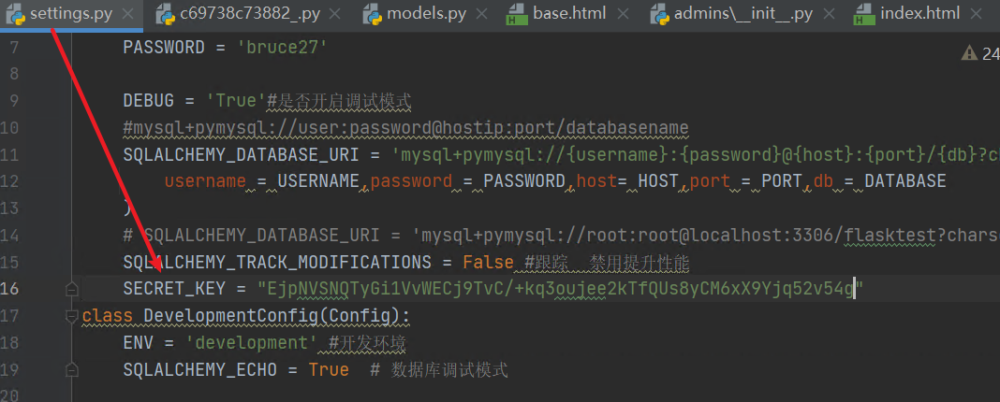 settings.py
c69738c73882_.py
models.py
base.html
admins\__init__.py
index.html
24
7 PASSWORD = 'bruce27'
8
9 DEBUG = 'True'#是否开启调试模式
10 #mysql+pymysql://user:password@hostip:port/databasename
11 SQLALCHEMY_DATABASE_URI = 'mysql+pymysql://{username}:{password}@{host}:{port}/{db}?c
12 username = USERNAME,password = PASSWORD,host= HOST,port = PORT,db = DATABASE
13 )
14 # SQLALCHEMY_DATABASE_URI = 'mysql+pymysql://root:root@localhost:3306/flasktest?chars
15 SQLALCHEMY_TRACK_MODIFICATIONS = False #跟踪 禁用提升性能
16 SECRET_KEY = "EjpNVSNQTyGi1VvWECj9TvC/+kq3oujee2kTfQUs8yCM6xX9Yjq52v54g"
17 class DevelopmentConfig(Config):
18 ENV = 'development' #开发环境
19 SQLALCHEMY_ECHO = True # 数据库调试模式
20